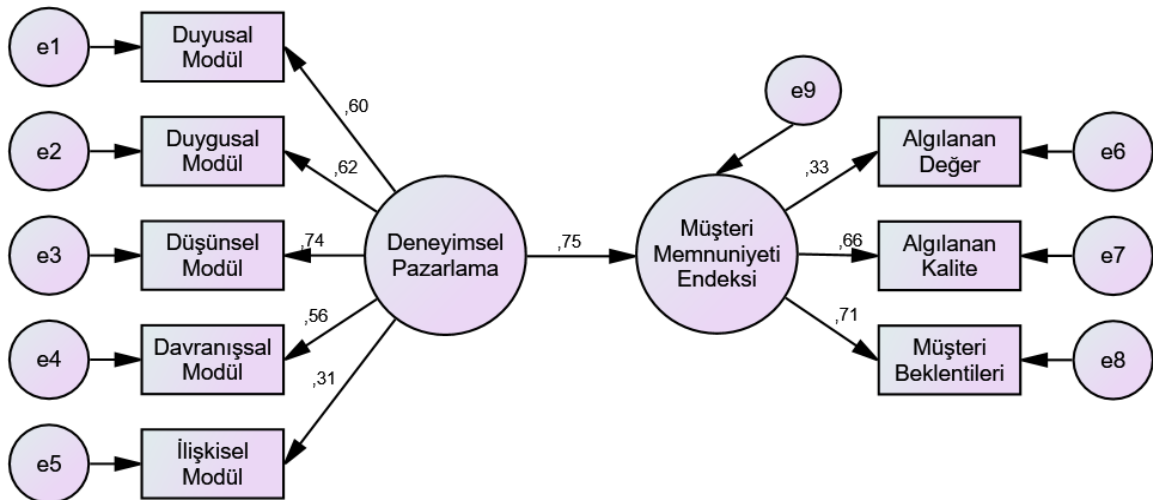 e1
Duyusal
Modül
,60
e2
Duygusal
Modül
,62
e3
Düşünsel
Modül
,74
e4
Davranışsal
Modül
,56
e5
İlişkisel
Modül
,31
Deneyimsel
Pazarlama
,75
e9
Müşteri
Memnuniyeti
Endeksi
,33
Algılanan
Değer
e6
,66
Algılanan
Kalite
e7
,71
Müşteri
Beklentileri
e8